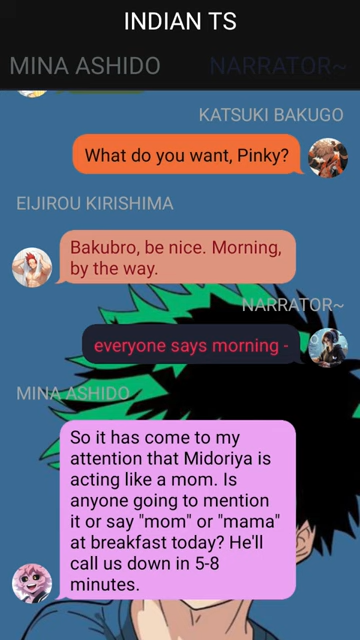 INDIAN TS
MINA ASHIDO
NARRATOR~
KATSUKI BAKUGO
What do you want, Pinky?
EIJIROU KIRISHIMA
Bakubro, be nice. Morning,
by the way.
NARRATOR~
everyone says morning -
MINA ASHIDO
So it has come to my
attention that Midoriya is
acting like a mom. Is
anyone going to mention
it or say "mom" or "mama"
at breakfast today? He'll
call us down in 5-8
minutes.